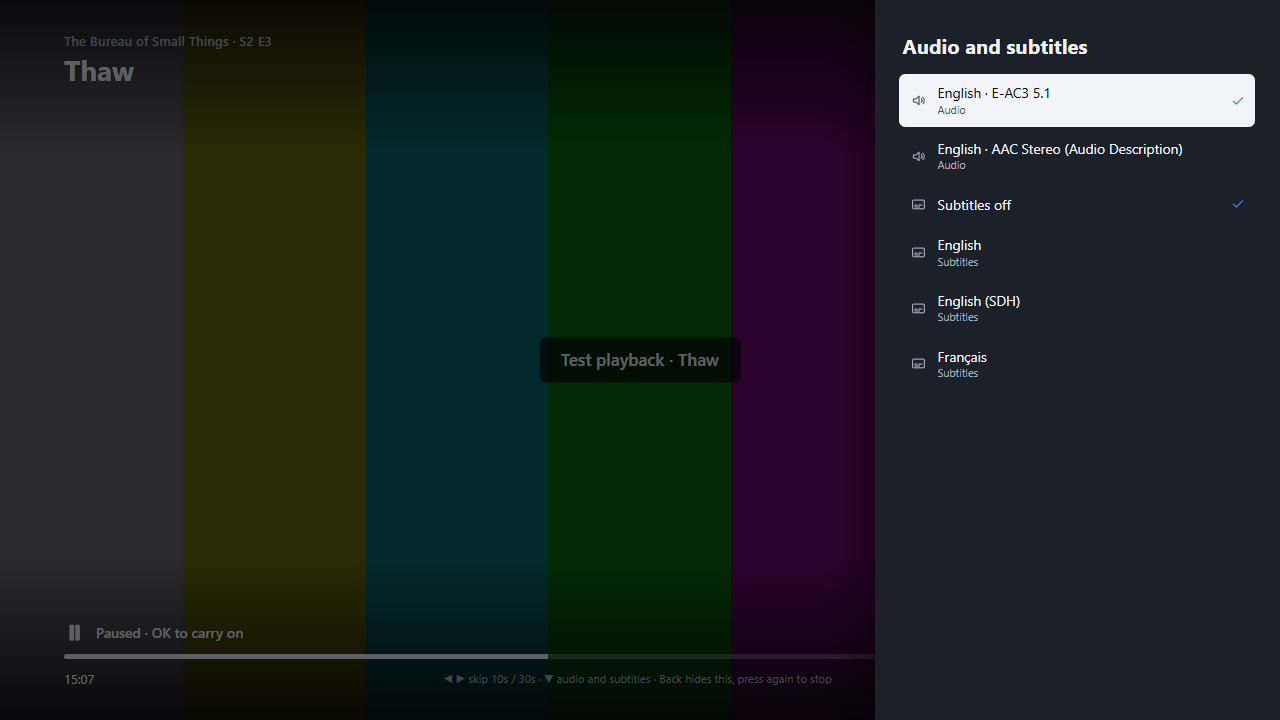 The Bureau of Small Things · S2 E3
Thaw
Test playback · Thaw
Paused · OK to carry on
15:07
◀ ▶ skip 10s / 30s · ▼ audio and subtitles · Back hides this, press again to stop
Audio and subtitles
English · E-AC3 5.1
Audio
English · AAC Stereo (Audio Description)
Audio
Subtitles off
English
Subtitles
English (SDH)
Subtitles
Français
Subtitles